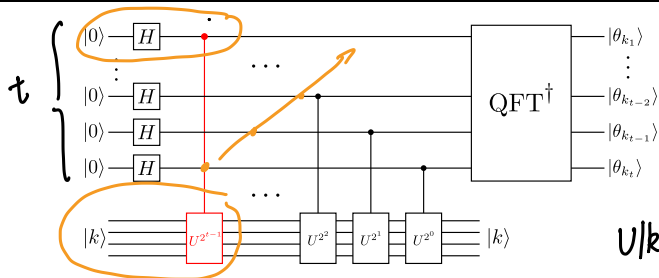 |0⟩ H |θ_{k_1}⟩
⋮ ... ⋮
t |0⟩ H QFT† |θ_{k_{t-2}}⟩
|0⟩ H |θ_{k_{t-1}}⟩
|0⟩ H |θ_{k_t}⟩
...
|k⟩ U^{2^{t-1}} U^{2^2} U^{2^1} U^{2^0} |k⟩ U|k